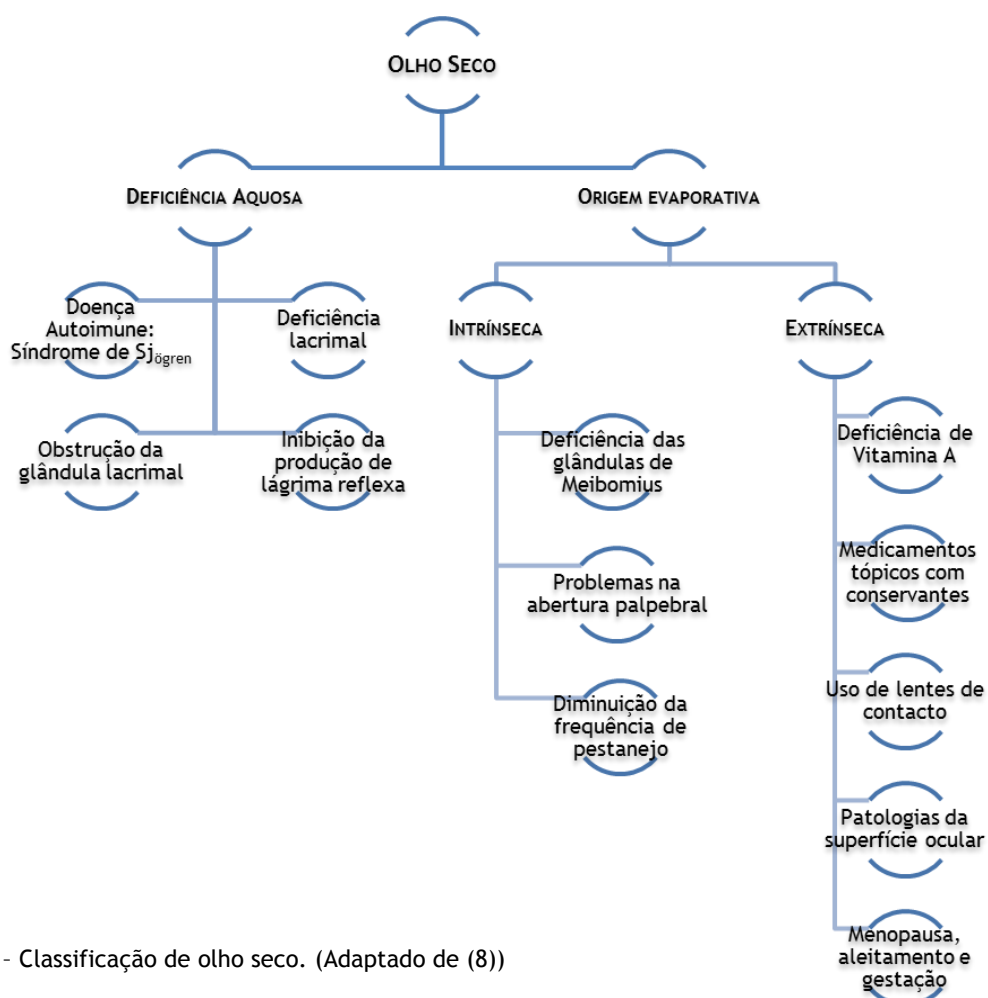 OLHO SECO
DEFICIÊNCIA AQUOSA
ORIGEM EVAPORATIVA
Doença
Autoimune:
Síndrome de Sjögren
Deficiência
lacrimal
Obstrução da
glândula lacrimal
Inibição da
produção de
lágrima reflexa
INTRÍNSECA
Deficiência das
glândulas de
Meibomius
Problemas na
abertura palpebral
Diminuição da
frequência de
pestanejo
EXTRÍNSECA
Deficiência de
Vitamina A
Medicamentos
tópicos com
conservantes
Uso de lentes de
contacto
Patologias da
superfície ocular
Menopausa,
aleitamento e
gestação
- Classificação de olho seco. (Adaptado de (8))